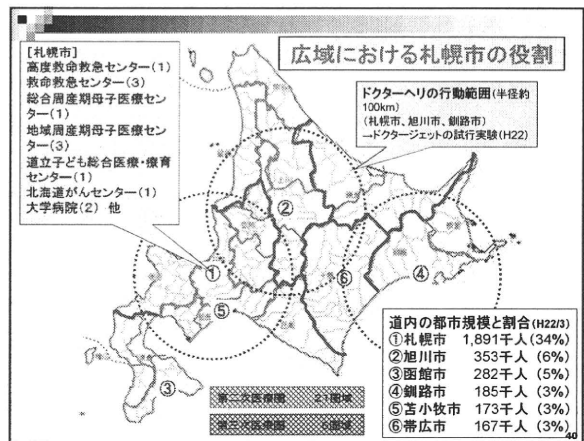 広域における札幌市の役割
[札幌市]
高度救命救急センター(1)
救命救急センター(3)
総合周産期母子医療セン
ター(1)
地域周産期母子医療センター
(3)
道立子ども総合医療・療育
センター(1)
北海道がんセンター(1)
大学病院(2) 他
ドクターヘリの行動範囲(半径約
100km)
(札幌市、旭川市、釧路市)
→ドクタージェットの試行実験(H22)
②
①
⑥
④
⑤
③
第二次医療圏 21圏域
第三次医療圏 6圏域
道内の都市規模と割合(H22/3)
①札幌市 1,891千人(34%)
②旭川市 353千人(6%)
③函館市 282千人(5%)
④釧路市 185千人(3%)
⑤苫小牧市 173千人(3%)
⑥帯広市 167千人(3%)